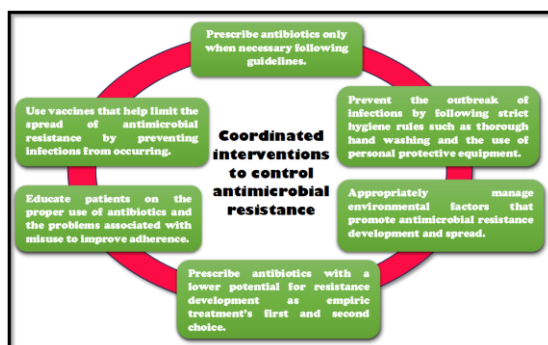 Prescribe antibiotics only
when necessary following
guidelines.
Use vaccines that help limit the
spread of antimicrobial
resistance by preventing
infections from occurring.
Prevent the outbreak of
infections by following strict
hygiene rules such as thorough
hand washing and the use of
personal protective equipment.
Coordinated
interventions
to control
antimicrobial
resistance
Educate patients on the
proper use of antibiotics and
the problems associated with
misuse to improve adherence.
Appropriately manage
environmental factors that
promote antimicrobial resistance
development and spread.
Prescribe antibiotics with a
lower potential for resistance
development as empiric
treatment's first and second
choice.